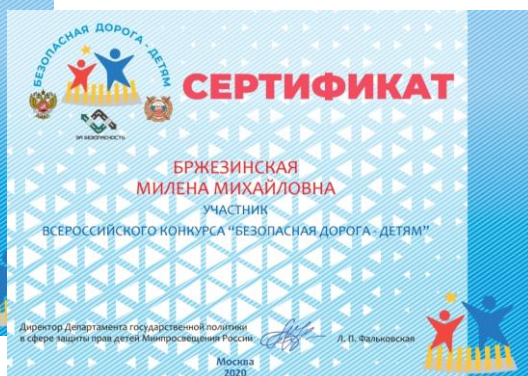 БЕЗОПАСНАЯ ДОРОГА - ДЕТЯМ
ЗА БЕЗОПАСНОСТЬ
СЕРТИФИКАТ
БРЖЕЗИНСКАЯ
МИЛЕНА МИХАЙЛОВНА
УЧАСТНИК
ВСЕРОССИЙСКОГО КОНКУРСА “БЕЗОПАСНАЯ ДОРОГА - ДЕТЯМ”
Директор Департамента государственной политики
в сфере защиты прав детей Минпросвещения России Л. П. Фальковская
Москва
2020